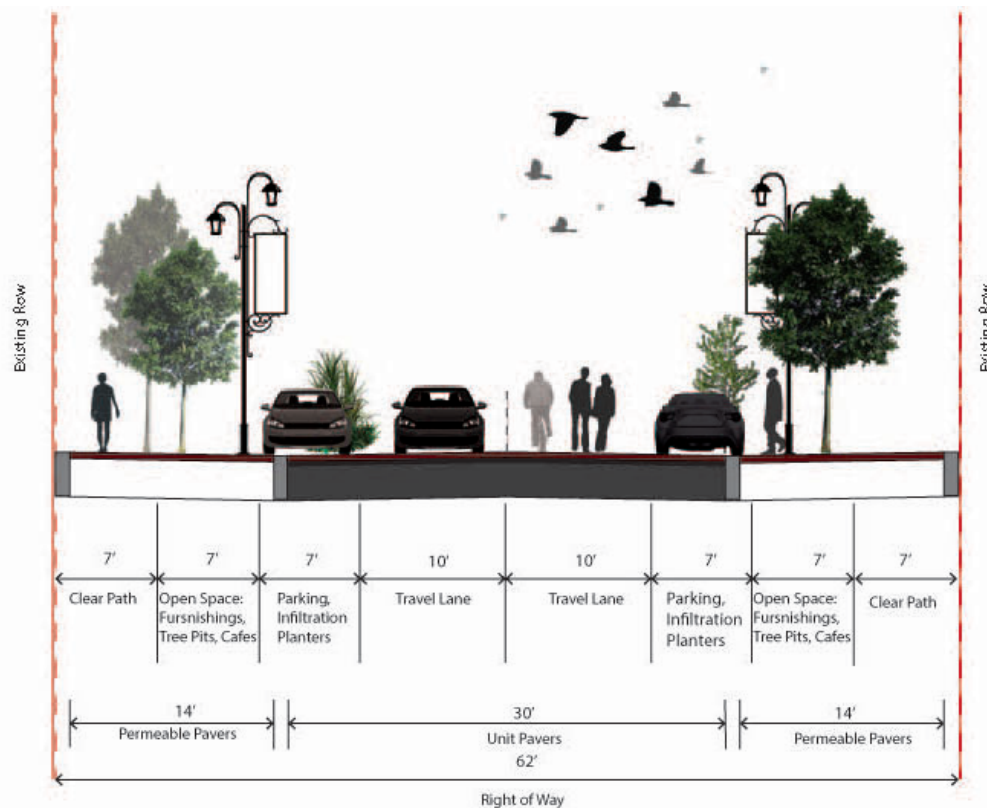 Existing Row
Existing Row
7’
7’
7’
10’
10’
7’
7’
7’
Clear Path
Open Space:
Fursnishings,
Tree Pits, Cafes
Parking,
Infiltration
Planters
Travel Lane
Travel Lane
Parking,
Infiltration
Planters
Open Space:
Fursnishings,
Tree Pits, Cafes
Clear Path
14’
Permeable Pavers
30’
Unit Pavers
14’
Permeable Pavers
62’
Right of Way